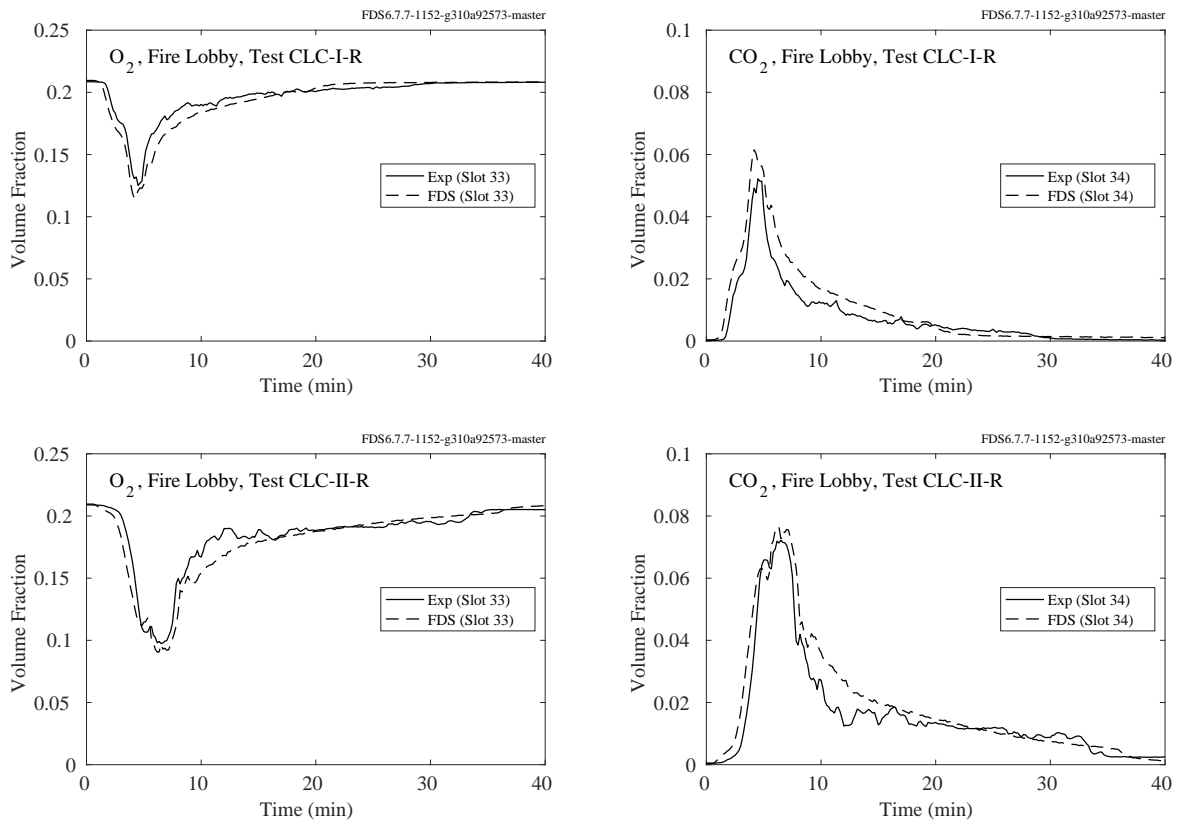 FDS6.7.7-1152-g310a92573-master
O2, Fire Lobby, Test CLC-I-R
0.25
0.2
0.15
0.1
0.05
0
Volume Fraction
Exp (Slot 33)
FDS (Slot 33)
0 10 20 30 40
Time (min)
FDS6.7.7-1152-g310a92573-master
CO2, Fire Lobby, Test CLC-I-R
0.1
0.08
0.06
0.04
0.02
0
Volume Fraction
Exp (Slot 34)
FDS (Slot 34)
0 10 20 30 40
Time (min)
FDS6.7.7-1152-g310a92573-master
O2, Fire Lobby, Test CLC-II-R
0.25
0.2
0.15
0.1
0.05
0
Volume Fraction
Exp (Slot 33)
FDS (Slot 33)
0 10 20 30 40
Time (min)
FDS6.7.7-1152-g310a92573-master
CO2, Fire Lobby, Test CLC-II-R
0.1
0.08
0.06
0.04
0.02
0
Volume Fraction
Exp (Slot 34)
FDS (Slot 34)
0 10 20 30 40
Time (min)